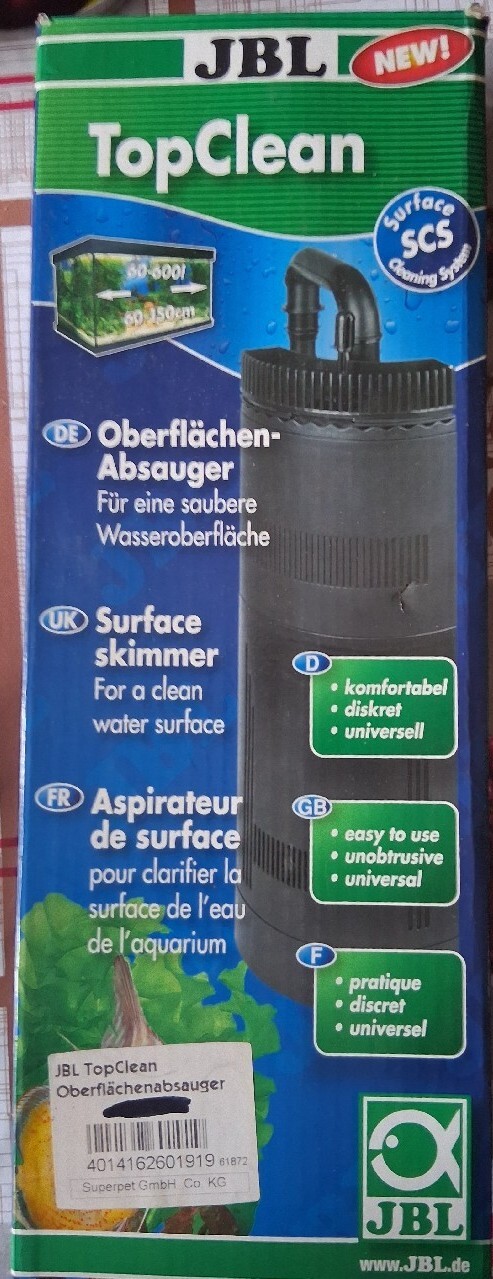 JBL
NEW!
TopClean
Surface
SCS
Cleaning System
60-600l
60-150cm
DE Oberflächen-
Absauger
Für eine saubere
Wasseroberfläche
UK Surface
skimmer
For a clean
water surface
D
• komfortabel
• diskret
• universell
FR Aspirateur
de surface
pour clarifier la
surface de l'eau
de l'aquarium
GB
• easy to use
• unobtrusive
• universal
F
• pratique
• discret
• universel
JBL TopClean
Oberflächenabsauger
4014162601919 61872
Superpet GmbH Co. KG
JBL
www.JBL.de